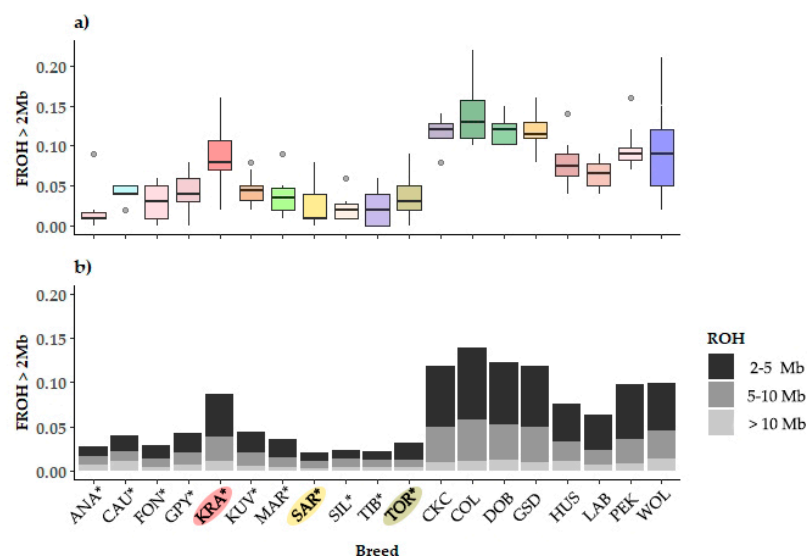 a)
FROH > 2Mb
0.20
0.15
0.10
0.05
0.00
b)
FROH > 2Mb
0.20
0.15
0.10
0.05
0.00
ROH
2-5 Mb
5-10 Mb
> 10 Mb
ANA* CAU* FON* GPY* KRA* KUV* MAR* SAR* SIL* TIB* TOR* CKC COL DOB GSD HUS LAB PEK WOL
Breed